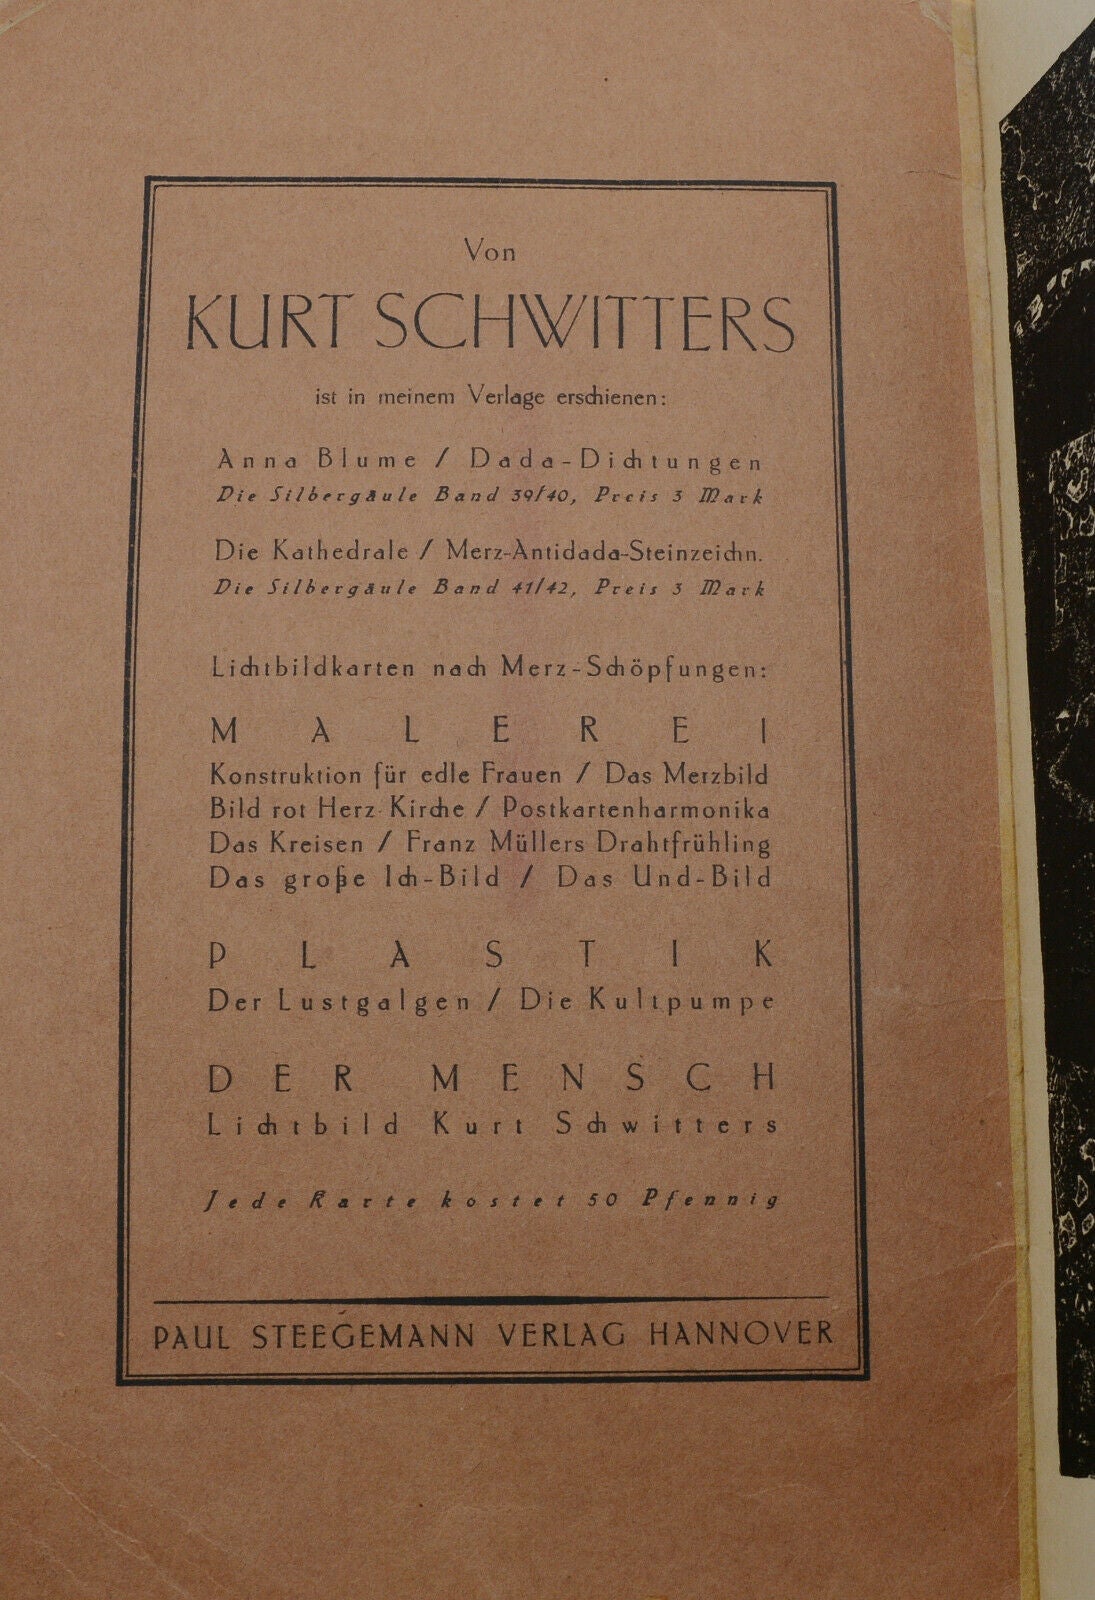 Von
KURT SCHWITTERS
ist in meinem Verlage erschienen:
Anna Blume / Dada-Dichtungen
Die Silbergäule Band 39/40, Preis 3 Mark
Die Kathedrale / Merz-Antidada-Steinzeichn.
Die Silbergäule Band 41/42, Preis 3 Mark
Lichtbildkarten nach Merz-Schöpfungen:
MALEREI
Konstruktion für edle Frauen / Das Merzbild
Bild rot Herz-Kirche / Postkartenharmonika
Das Kreisen / Franz Müllers Drahtfrühling
Das große Ich-Bild / Das Und-Bild
PLASTIK
Der Lustgalgen / Die Kultpumpe
DER MENSCH
Lichtbild Kurt Schwitters
Jede Karte kostet 50 Pfennig
PAUL STEEGEMANN VERLAG HANNOVER